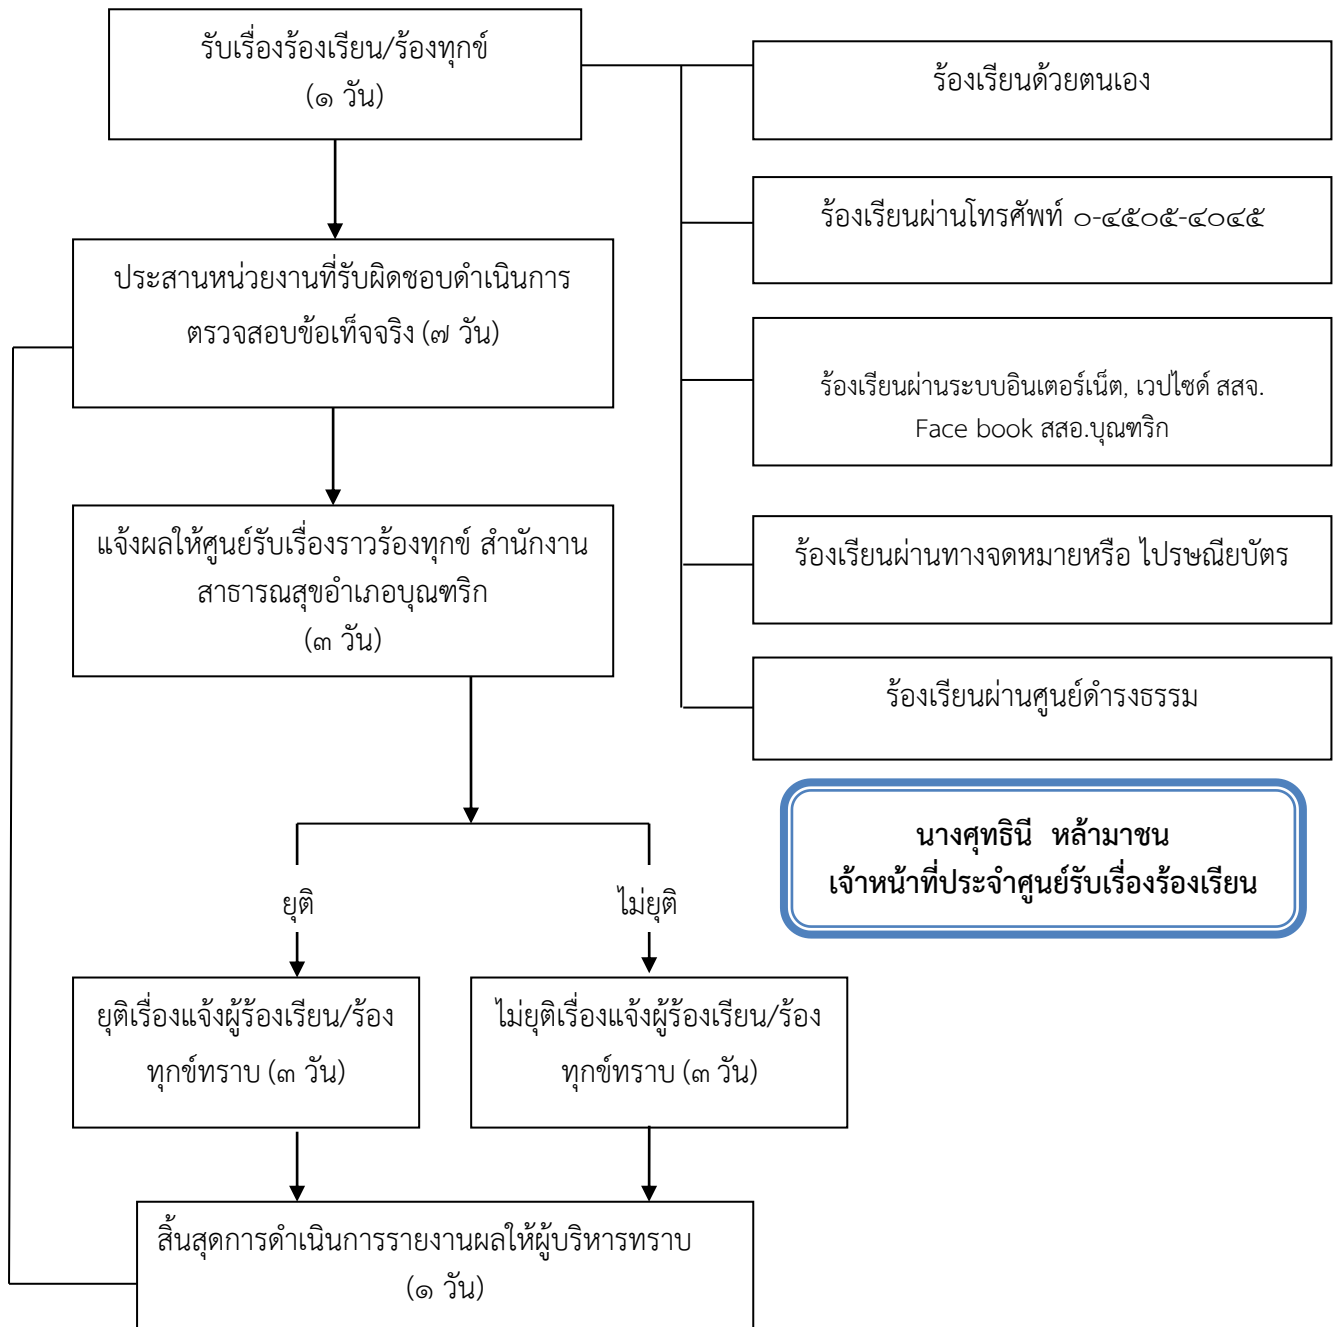 รับเรื่องร้องเรียน/ร้องทุกข์
(๑ วัน)
ร้องเรียนด้วยตนเอง
ร้องเรียนผ่านโทรศัพท์ ๐-๔๕๐๕-๔๐๔๕
ประสานหน่วยงานที่รับผิดชอบดำเนินการ
ตรวจสอบข้อเท็จจริง (๗ วัน)
ร้องเรียนผ่านระบบอินเตอร์เน็ต, เวปไซด์ สสจ.
Face book สสอ.บุณฑริก
แจ้งผลให้ศูนย์รับเรื่องราวร้องทุกข์ สำนักงาน
สาธารณสุขอำเภอบุณฑริก
(๓ วัน)
ร้องเรียนผ่านทางจดหมายหรือ ไปรษณียบัตร
ร้องเรียนผ่านศูนย์ดำรงธรรม
นางศุทธินี หล้ามาชน
เจ้าหน้าที่ประจำศูนย์รับเรื่องร้องเรียน
ยุติ
ไม่ยุติ
ยุติเรื่องแจ้งผู้ร้องเรียน/ร้อง
ทุกข์ทราบ (๓ วัน)
ไม่ยุติเรื่องแจ้งผู้ร้องเรียน/ร้อง
ทุกข์ทราบ (๓ วัน)
สิ้นสุดการดำเนินการรายงานผลให้ผู้บริหารทราบ
(๑ วัน)